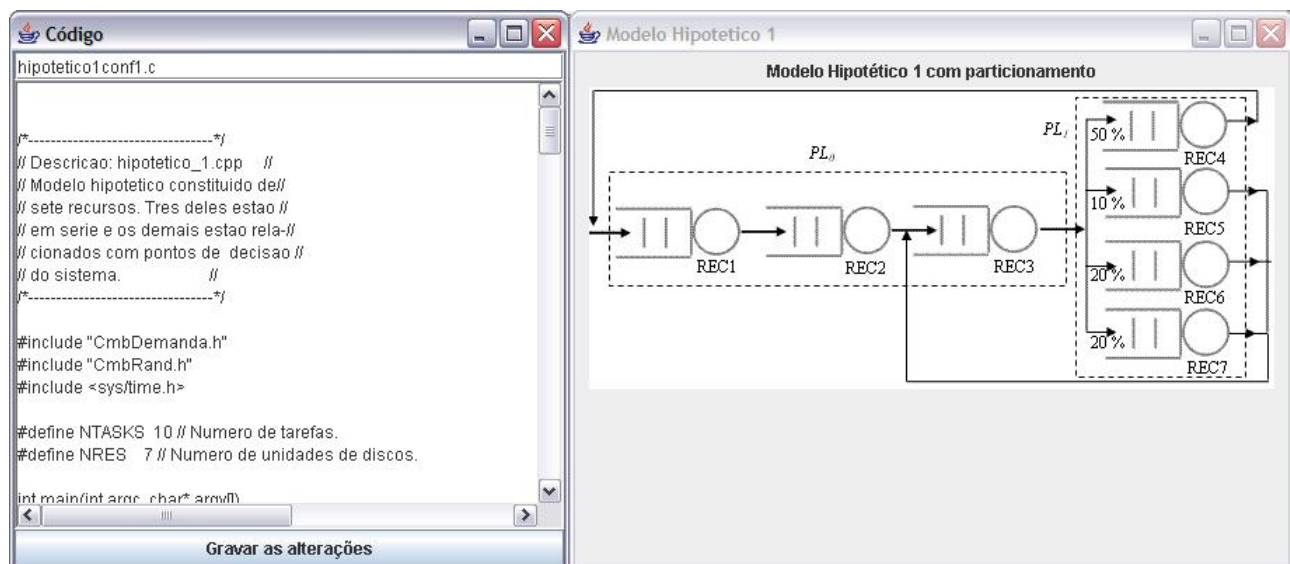 Código
hipotetico1conf1.c
/*----------------------------------*/
// Descricao: hipotetico_1.cpp //
// Modelo hipotetico constituido de//
// sete recursos. Tres deles estao //
// em serie e os demais estao rela-//
// cionados com pontos de decisao //
// do sistema. //
/*----------------------------------*/
#include "CmbDemanda.h"
#include "CmbRand.h"
#include <sys/time.h>
#define NTASKS 10 // Numero de tarefas.
#define NRES 7 // Numero de unidades de discos.
int main(int argc, char* argv[])
Gravar as alterações
Modelo Hipotetico 1
Modelo Hipotético 1 com particionamento
PL0
PL1
REC1
REC2
REC3
50 %
REC4
10 %
REC5
20 %
REC6
20 %
REC7